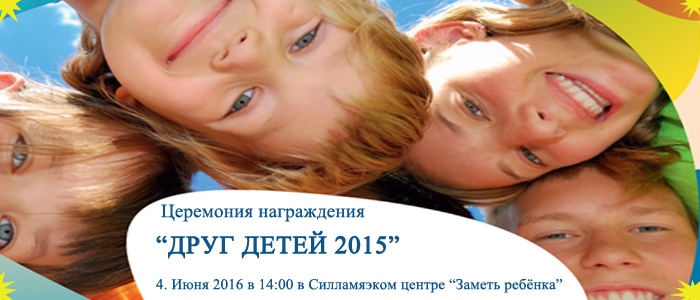 Церемония награждения
“ДРУГ ДЕТЕЙ 2015”
4. Июня 2016 в 14:00 в Силламяэком центре “Заметь ребёнка”